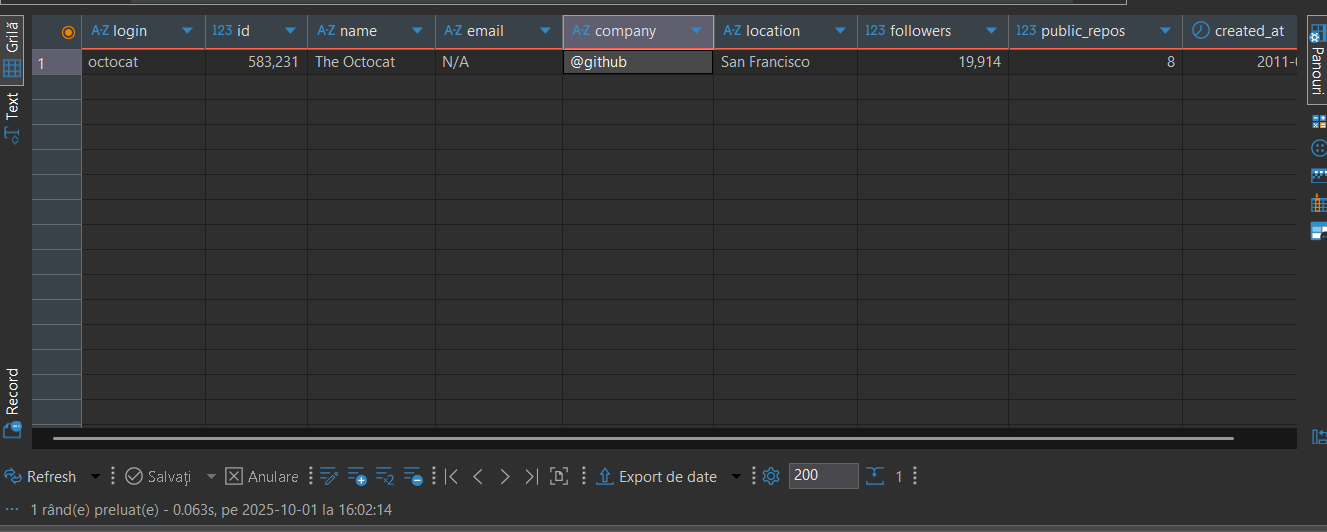 Grilă
Text
Record
A-Z login 123 id A-Z name A-Z email A-Z company A-Z location 123 followers 123 public_repos created_at
1 octocat 583,231 The Octocat N/A @github San Francisco 19,914 8 2011-0
Panouri
Refresh Salvați Anulare Export de date 200 1
... 1 rând(e) preluat(e) - 0.063s, pe 2025-10-01 la 16:02:14